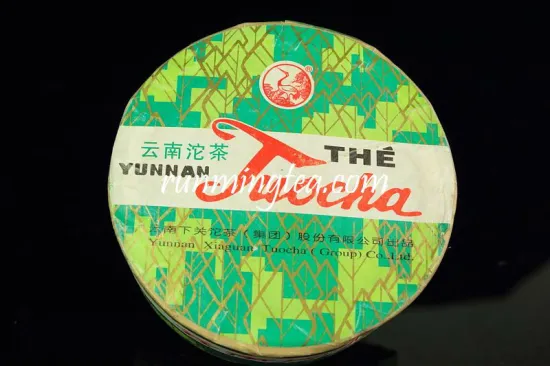 云南沱茶
THÉ
YUNNAN
Tuocha
runmingtea.com
云南下关沱茶(集团)股份有限公司出品
Yunnan Xiaguan Tuocha (Group) Co.,Ltd.